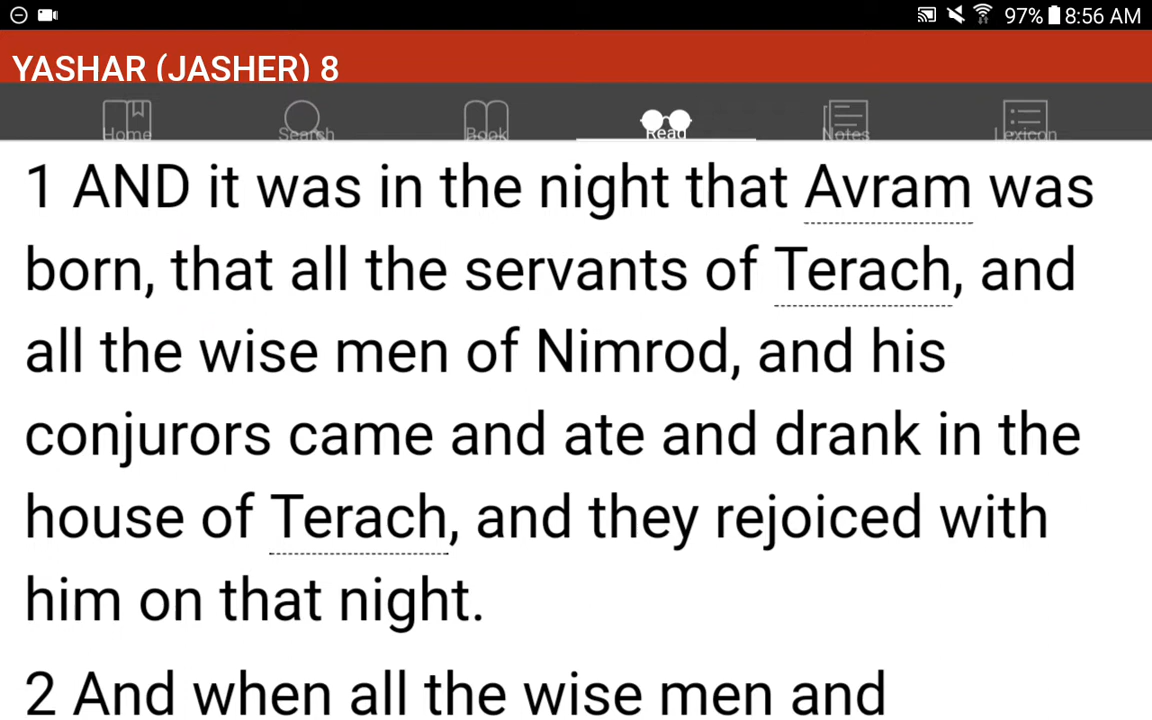 97% 8:56 AM
YASHAR (JASHER) 8
Home Search Book Read Notes Lexicon
1 AND it was in the night that Avram was
born, that all the servants of Terach, and
all the wise men of Nimrod, and his
conjurors came and ate and drank in the
house of Terach, and they rejoiced with
him on that night.
2 And when all the wise men and